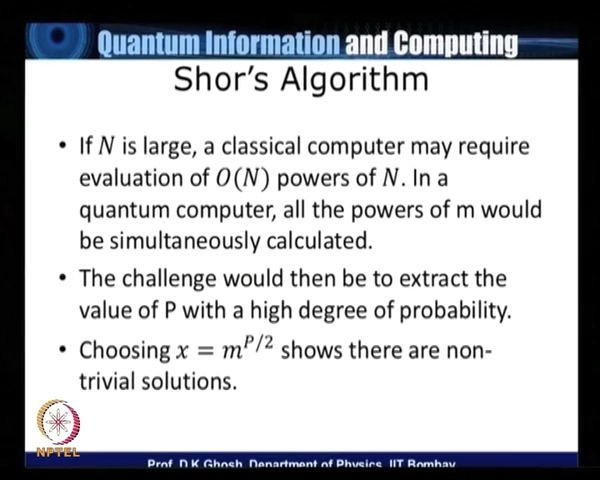 Quantum Information and Computing
Shor's Algorithm
• If N is large, a classical computer may require
evaluation of O(N) powers of N. In a
quantum computer, all the powers of m would
be simultaneously calculated.
• The challenge would then be to extract the
value of P with a high degree of probability.
• Choosing x = m^{P/2} shows there are non-
trivial solutions.
NPTEL
Prof. D K Ghosh, Department of Physics, IIT Bombay